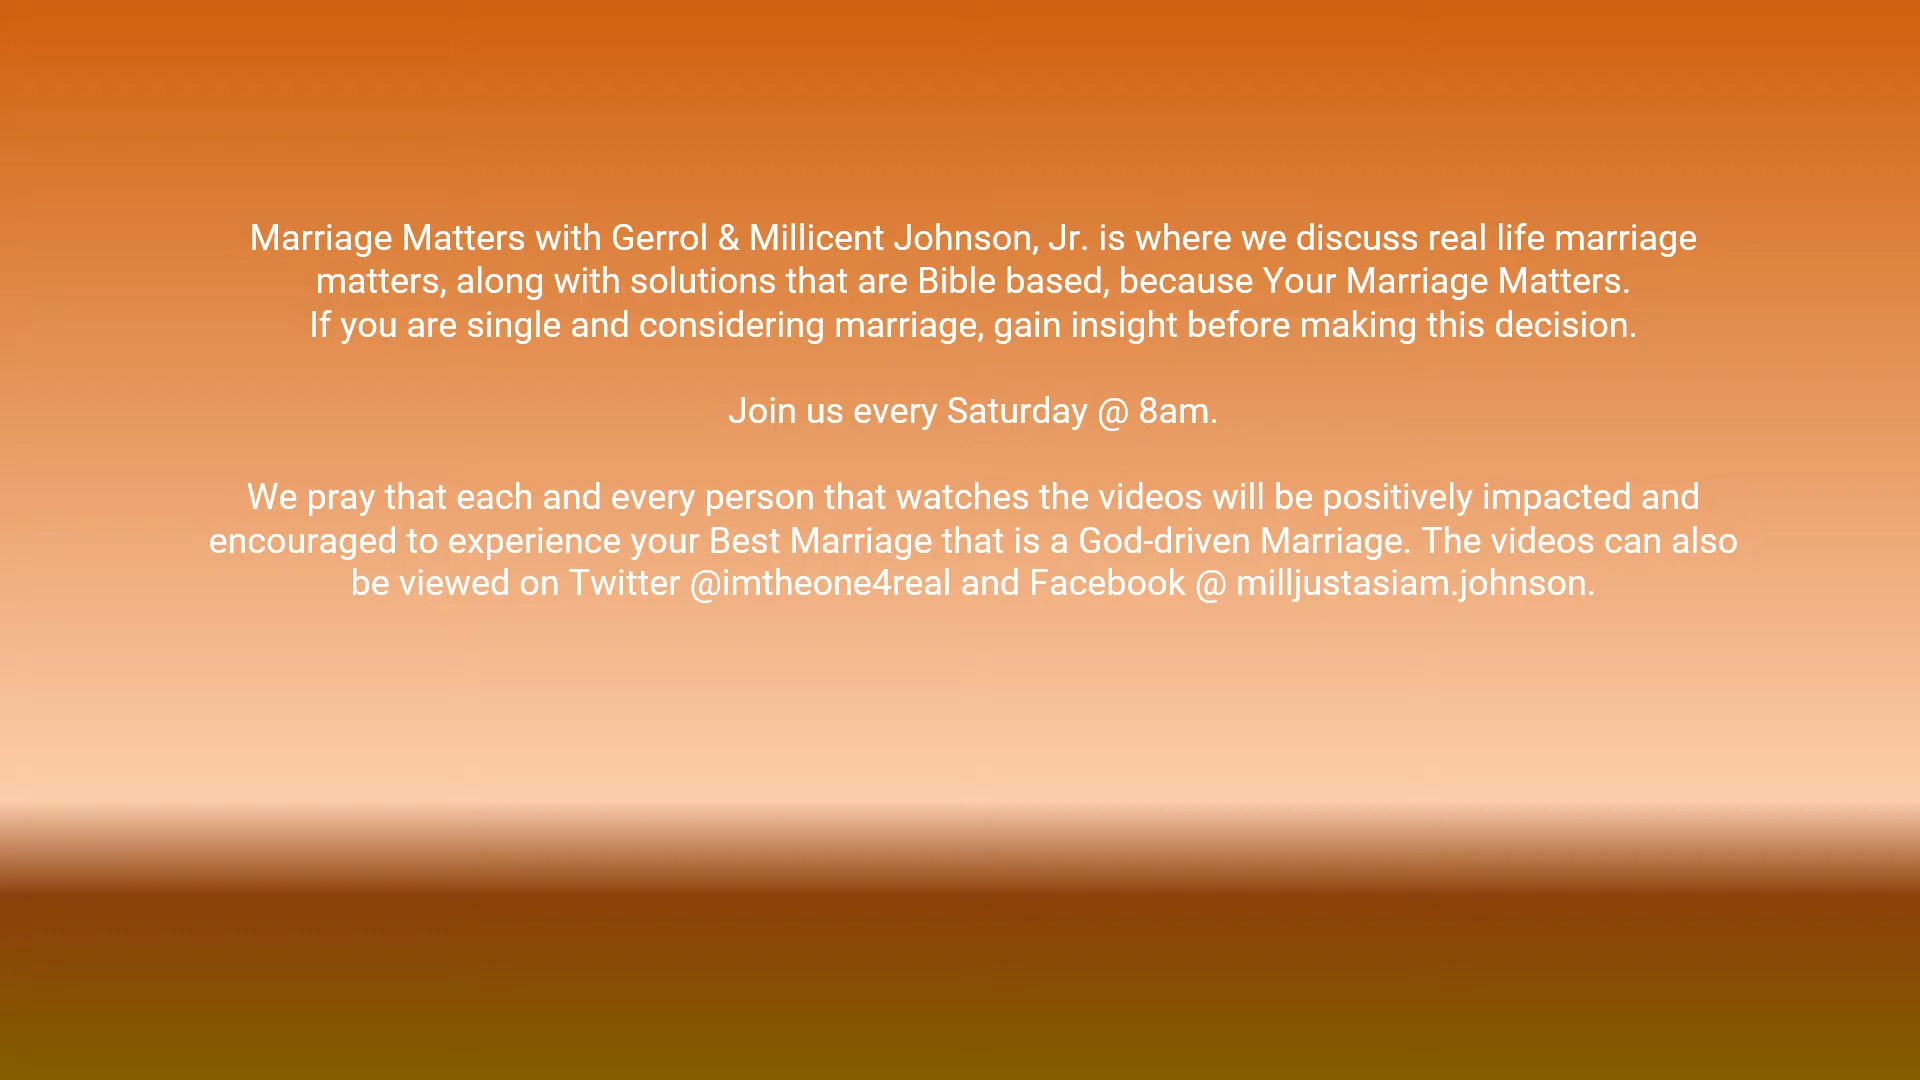 Marriage Matters with Gerrol & Millicent Johnson, Jr. is where we discuss real life marriage
matters, along with solutions that are Bible based, because Your Marriage Matters.
If you are single and considering marriage, gain insight before making this decision.
Join us every Saturday @ 8am.
We pray that each and every person that watches the videos will be positively impacted and
encouraged to experience your Best Marriage that is a God-driven Marriage. The videos can also
be viewed on Twitter @imtheone4real and Facebook @ milljustasiam.johnson.